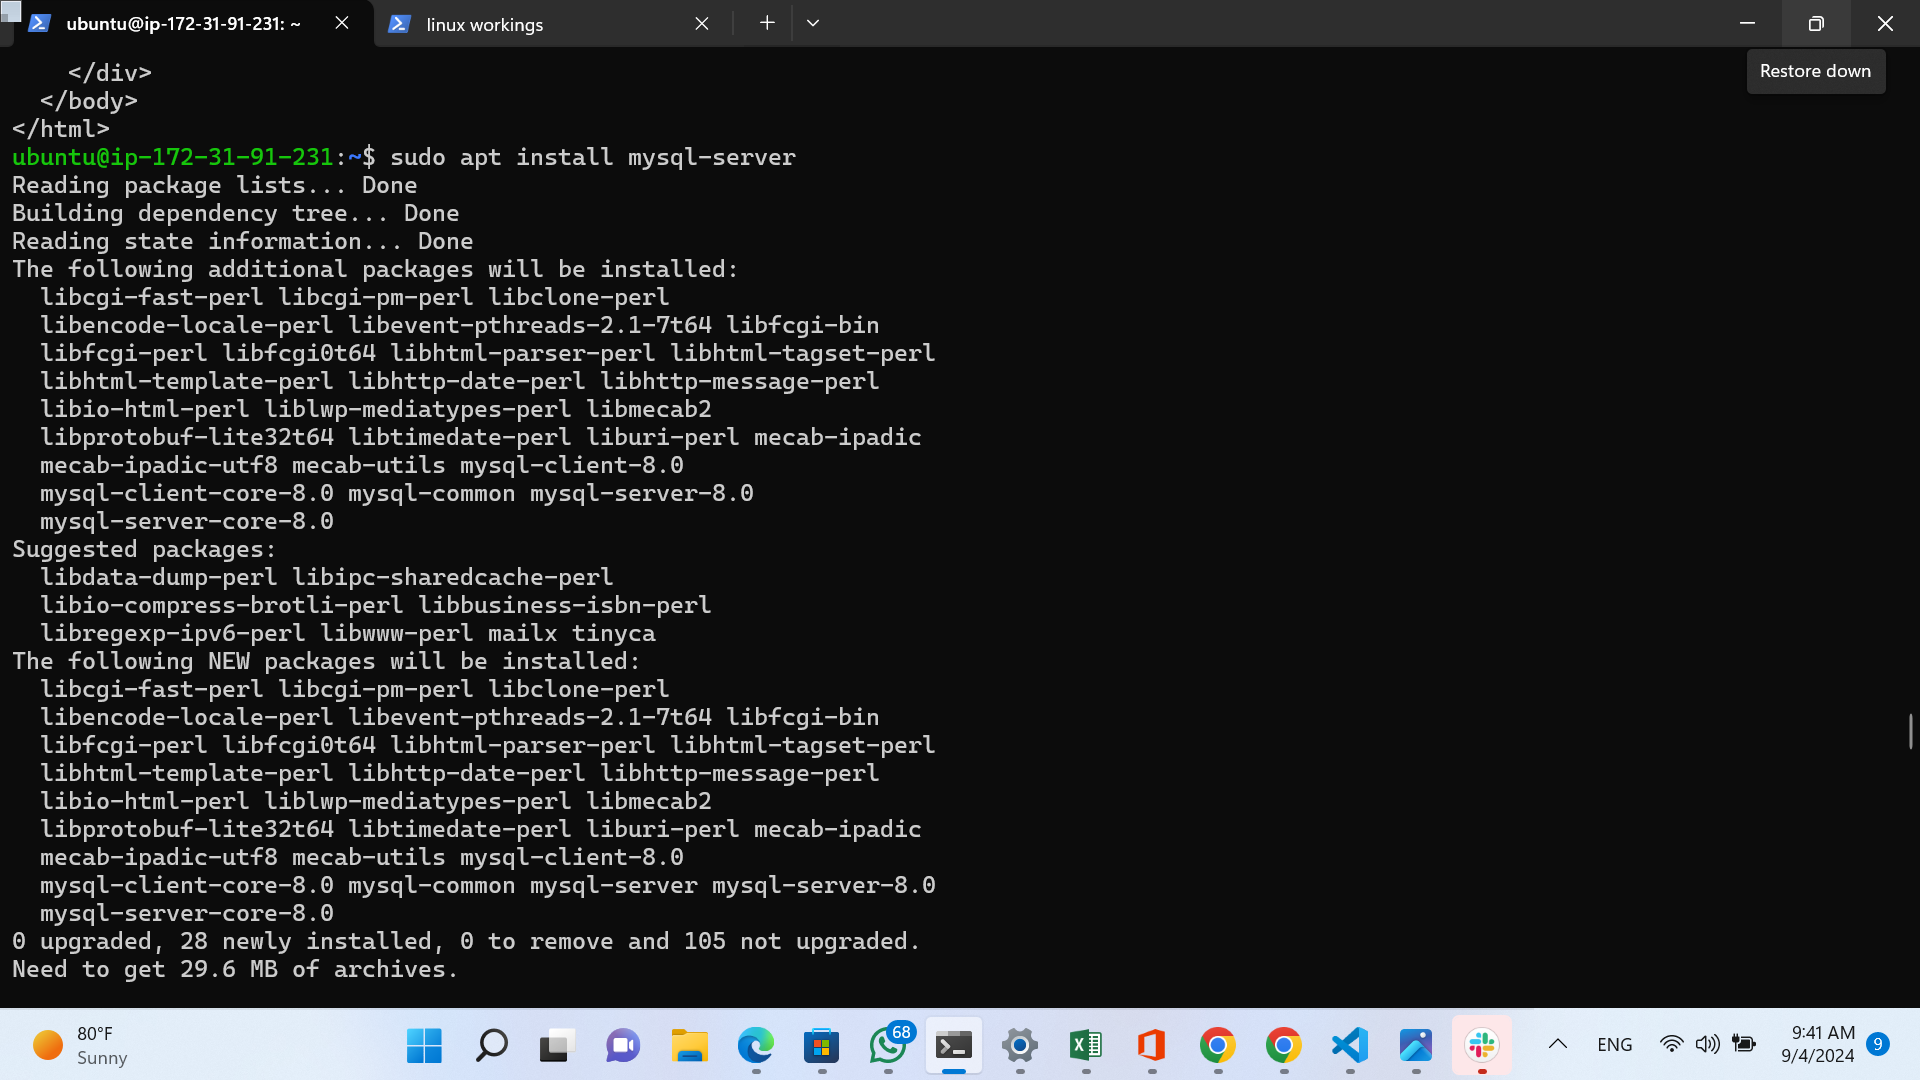 ubuntu@ip-172-31-91-231: ~
linux workings
Restore down
    </div>
  </body>
</html>
ubuntu@ip-172-31-91-231:~$ sudo apt install mysql-server
Reading package lists... Done
Building dependency tree... Done
Reading state information... Done
The following additional packages will be installed:
  libcgi-fast-perl libcgi-pm-perl libclone-perl
  libencode-locale-perl libevent-pthreads-2.1-7t64 libfcgi-bin
  libfcgi-perl libfcgi0t64 libhtml-parser-perl libhtml-tagset-perl
  libhtml-template-perl libhttp-date-perl libhttp-message-perl
  libio-html-perl liblwp-mediatypes-perl libmecab2
  libprotobuf-lite32t64 libtimedate-perl liburi-perl mecab-ipadic
  mecab-ipadic-utf8 mecab-utils mysql-client-8.0
  mysql-client-core-8.0 mysql-common mysql-server-8.0
  mysql-server-core-8.0
Suggested packages:
  libdata-dump-perl libipc-sharedcache-perl
  libio-compress-brotli-perl libbusiness-isbn-perl
  libregexp-ipv6-perl libwww-perl mailx tinyca
The following NEW packages will be installed:
  libcgi-fast-perl libcgi-pm-perl libclone-perl
  libencode-locale-perl libevent-pthreads-2.1-7t64 libfcgi-bin
  libfcgi-perl libfcgi0t64 libhtml-parser-perl libhtml-tagset-perl
  libhtml-template-perl libhttp-date-perl libhttp-message-perl
  libio-html-perl liblwp-mediatypes-perl libmecab2
  libprotobuf-lite32t64 libtimedate-perl liburi-perl mecab-ipadic
  mecab-ipadic-utf8 mecab-utils mysql-client-8.0
  mysql-client-core-8.0 mysql-common mysql-server mysql-server-8.0
  mysql-server-core-8.0
0 upgraded, 28 newly installed, 0 to remove and 105 not upgraded.
Need to get 29.6 MB of archives.
80°F
Sunny
68
ENG
9:41 AM
9/4/2024
9